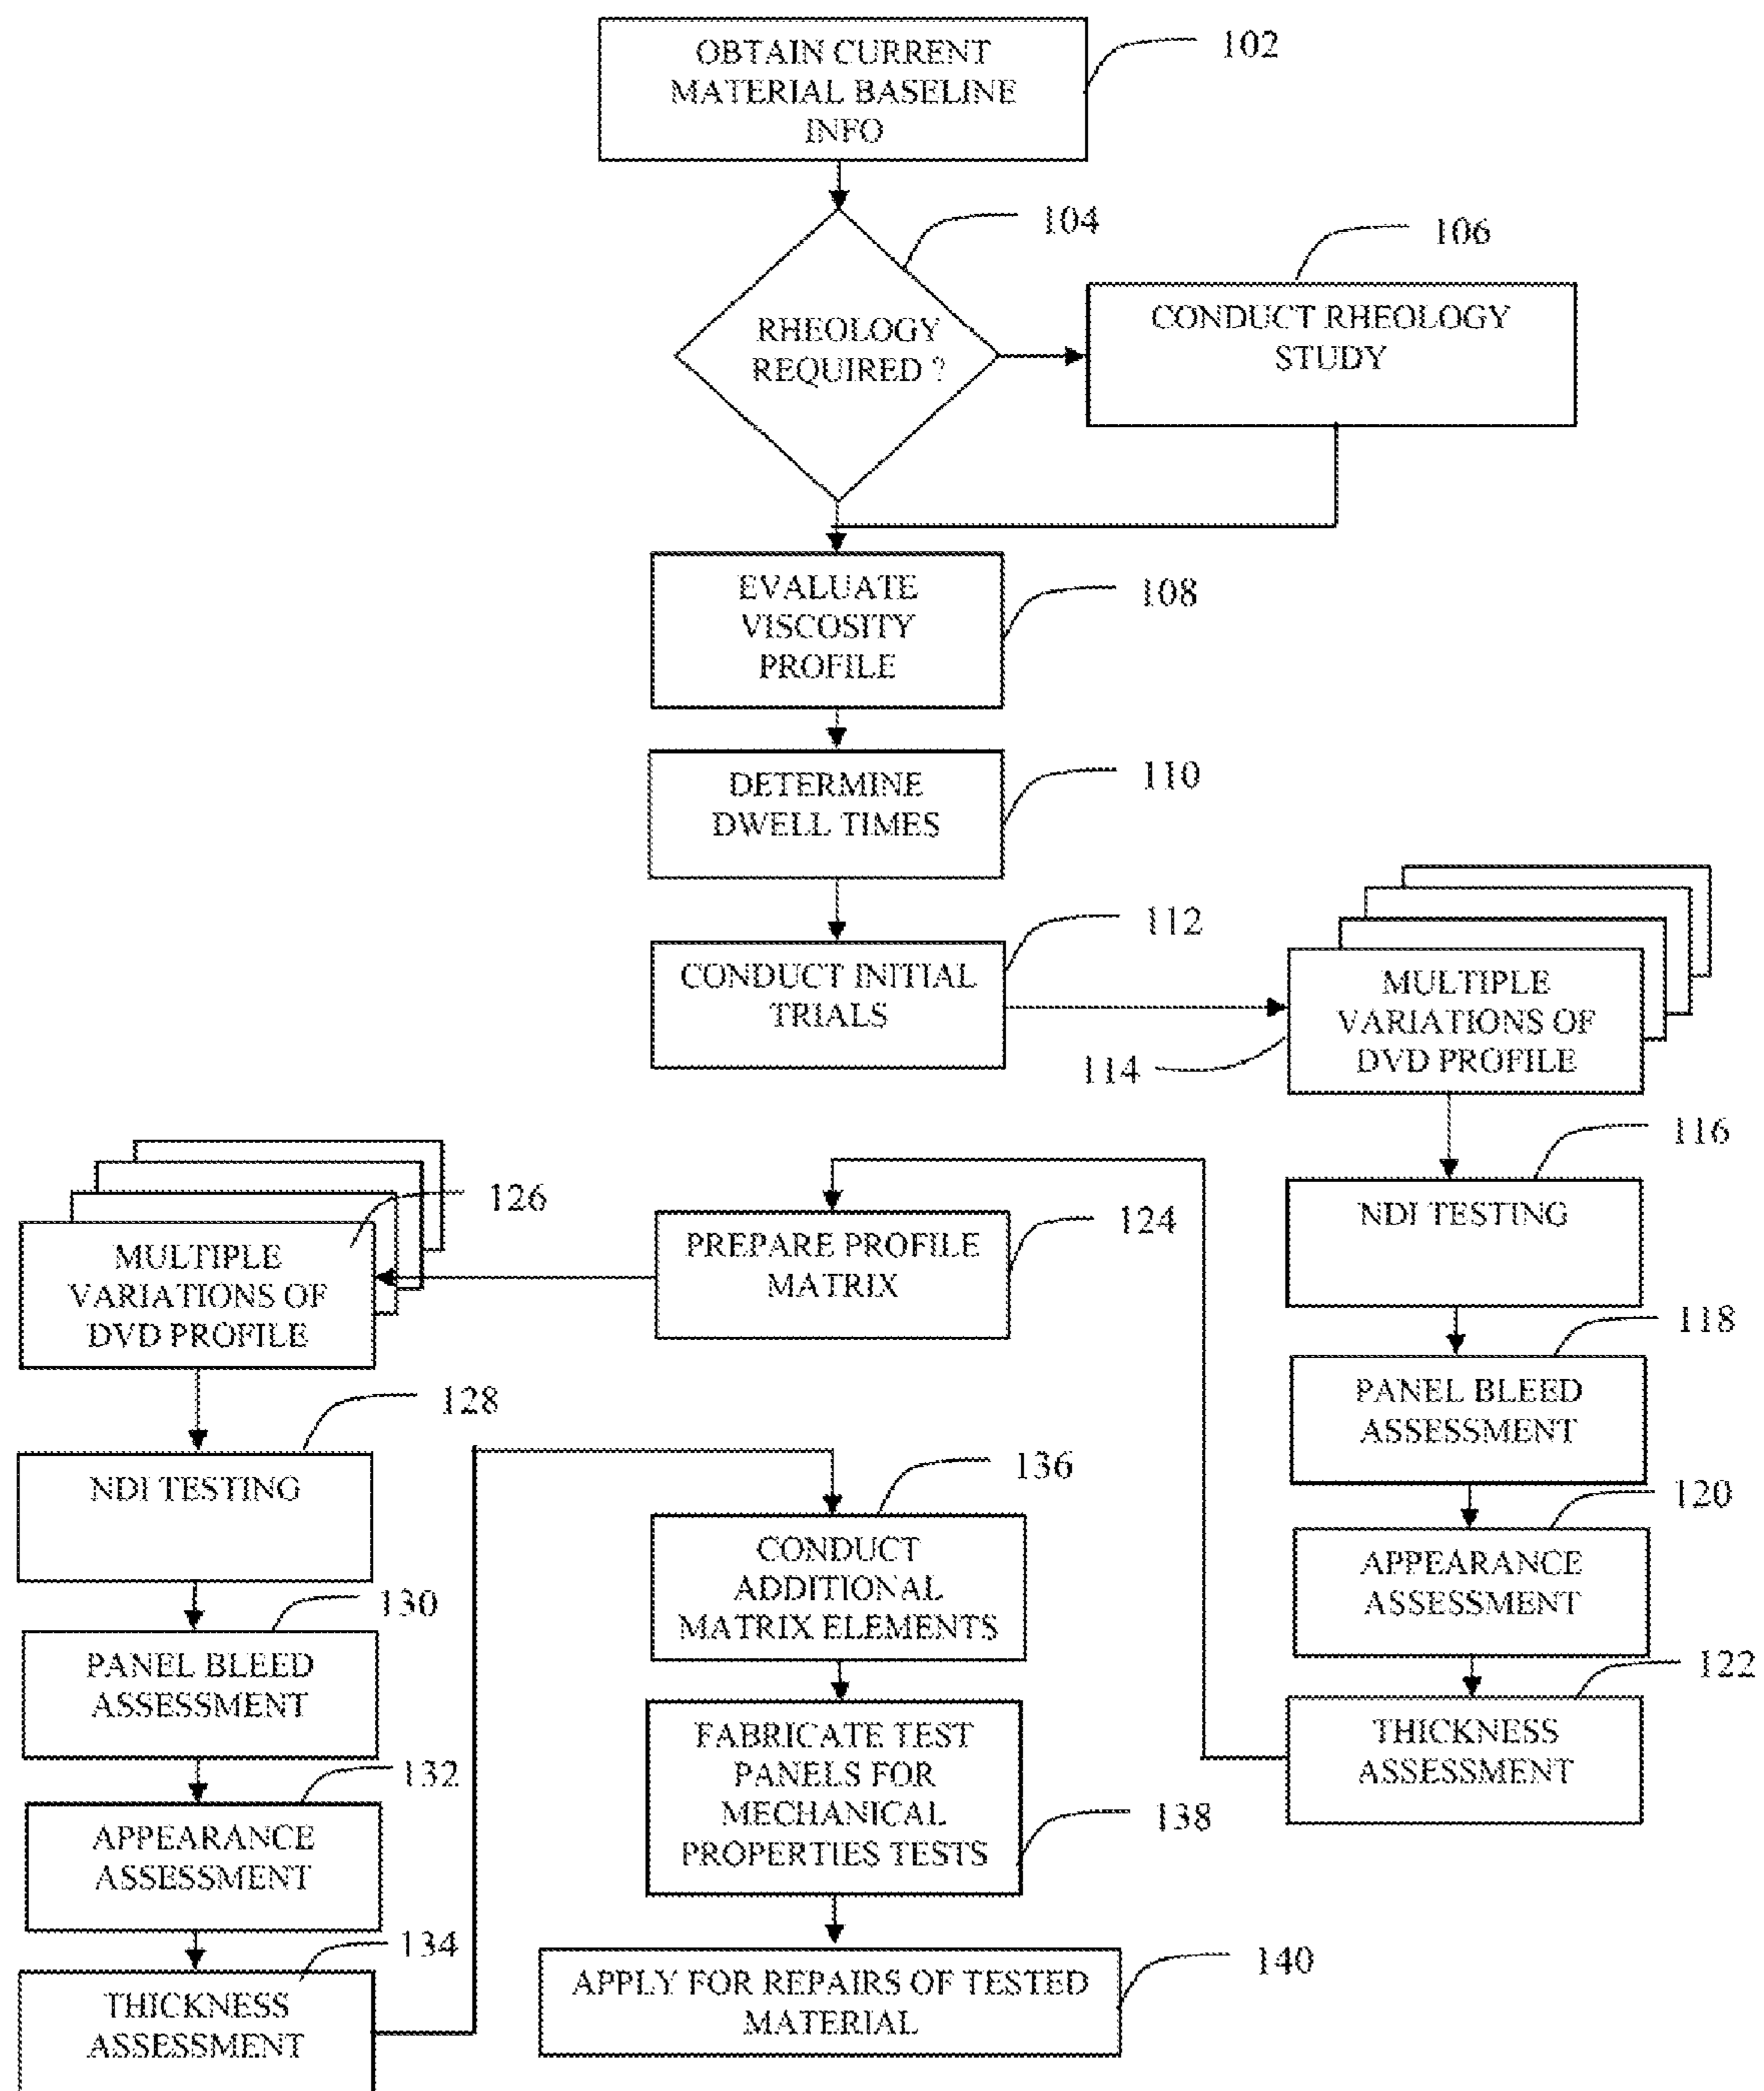 OBTAIN CURRENT
MATERIAL BASELINE
INFO
102
RHEOLOGY
REQUIRED ?
104
CONDUCT RHEOLOGY
STUDY
106
EVALUATE
VISCOSITY
PROFILE
108
DETERMINE
DWELL TIMES
110
CONDUCT INITIAL
TRIALS
112
MULTIPLE
VARIATIONS OF
DVD PROFILE
114
NDI TESTING
116
PANEL BLEED
ASSESSMENT
118
APPEARANCE
ASSESSMENT
120
THICKNESS
ASSESSMENT
122
PREPARE PROFILE
MATRIX
124
MULTIPLE
VARIATIONS OF
DVD PROFILE
126
NDI TESTING
128
PANEL BLEED
ASSESSMENT
130
APPEARANCE
ASSESSMENT
132
THICKNESS
ASSESSMENT
134
CONDUCT
ADDITIONAL
MATRIX ELEMENTS
136
FABRICATE TEST
PANELS FOR
MECHANICAL
PROPERTIES TESTS
138
APPLY FOR REPAIRS OF TESTED
MATERIAL
140